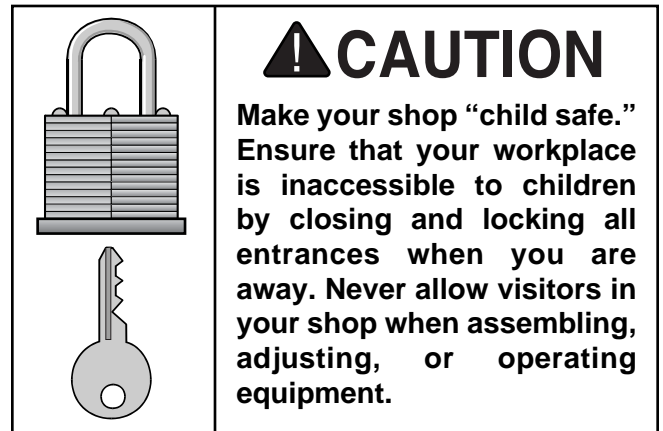 CAUTION
Make your shop “child safe.”
Ensure that your workplace
is inaccessible to children
by closing and locking all
entrances when you are
away. Never allow visitors in
your shop when assembling,
adjusting, or operating
equipment.